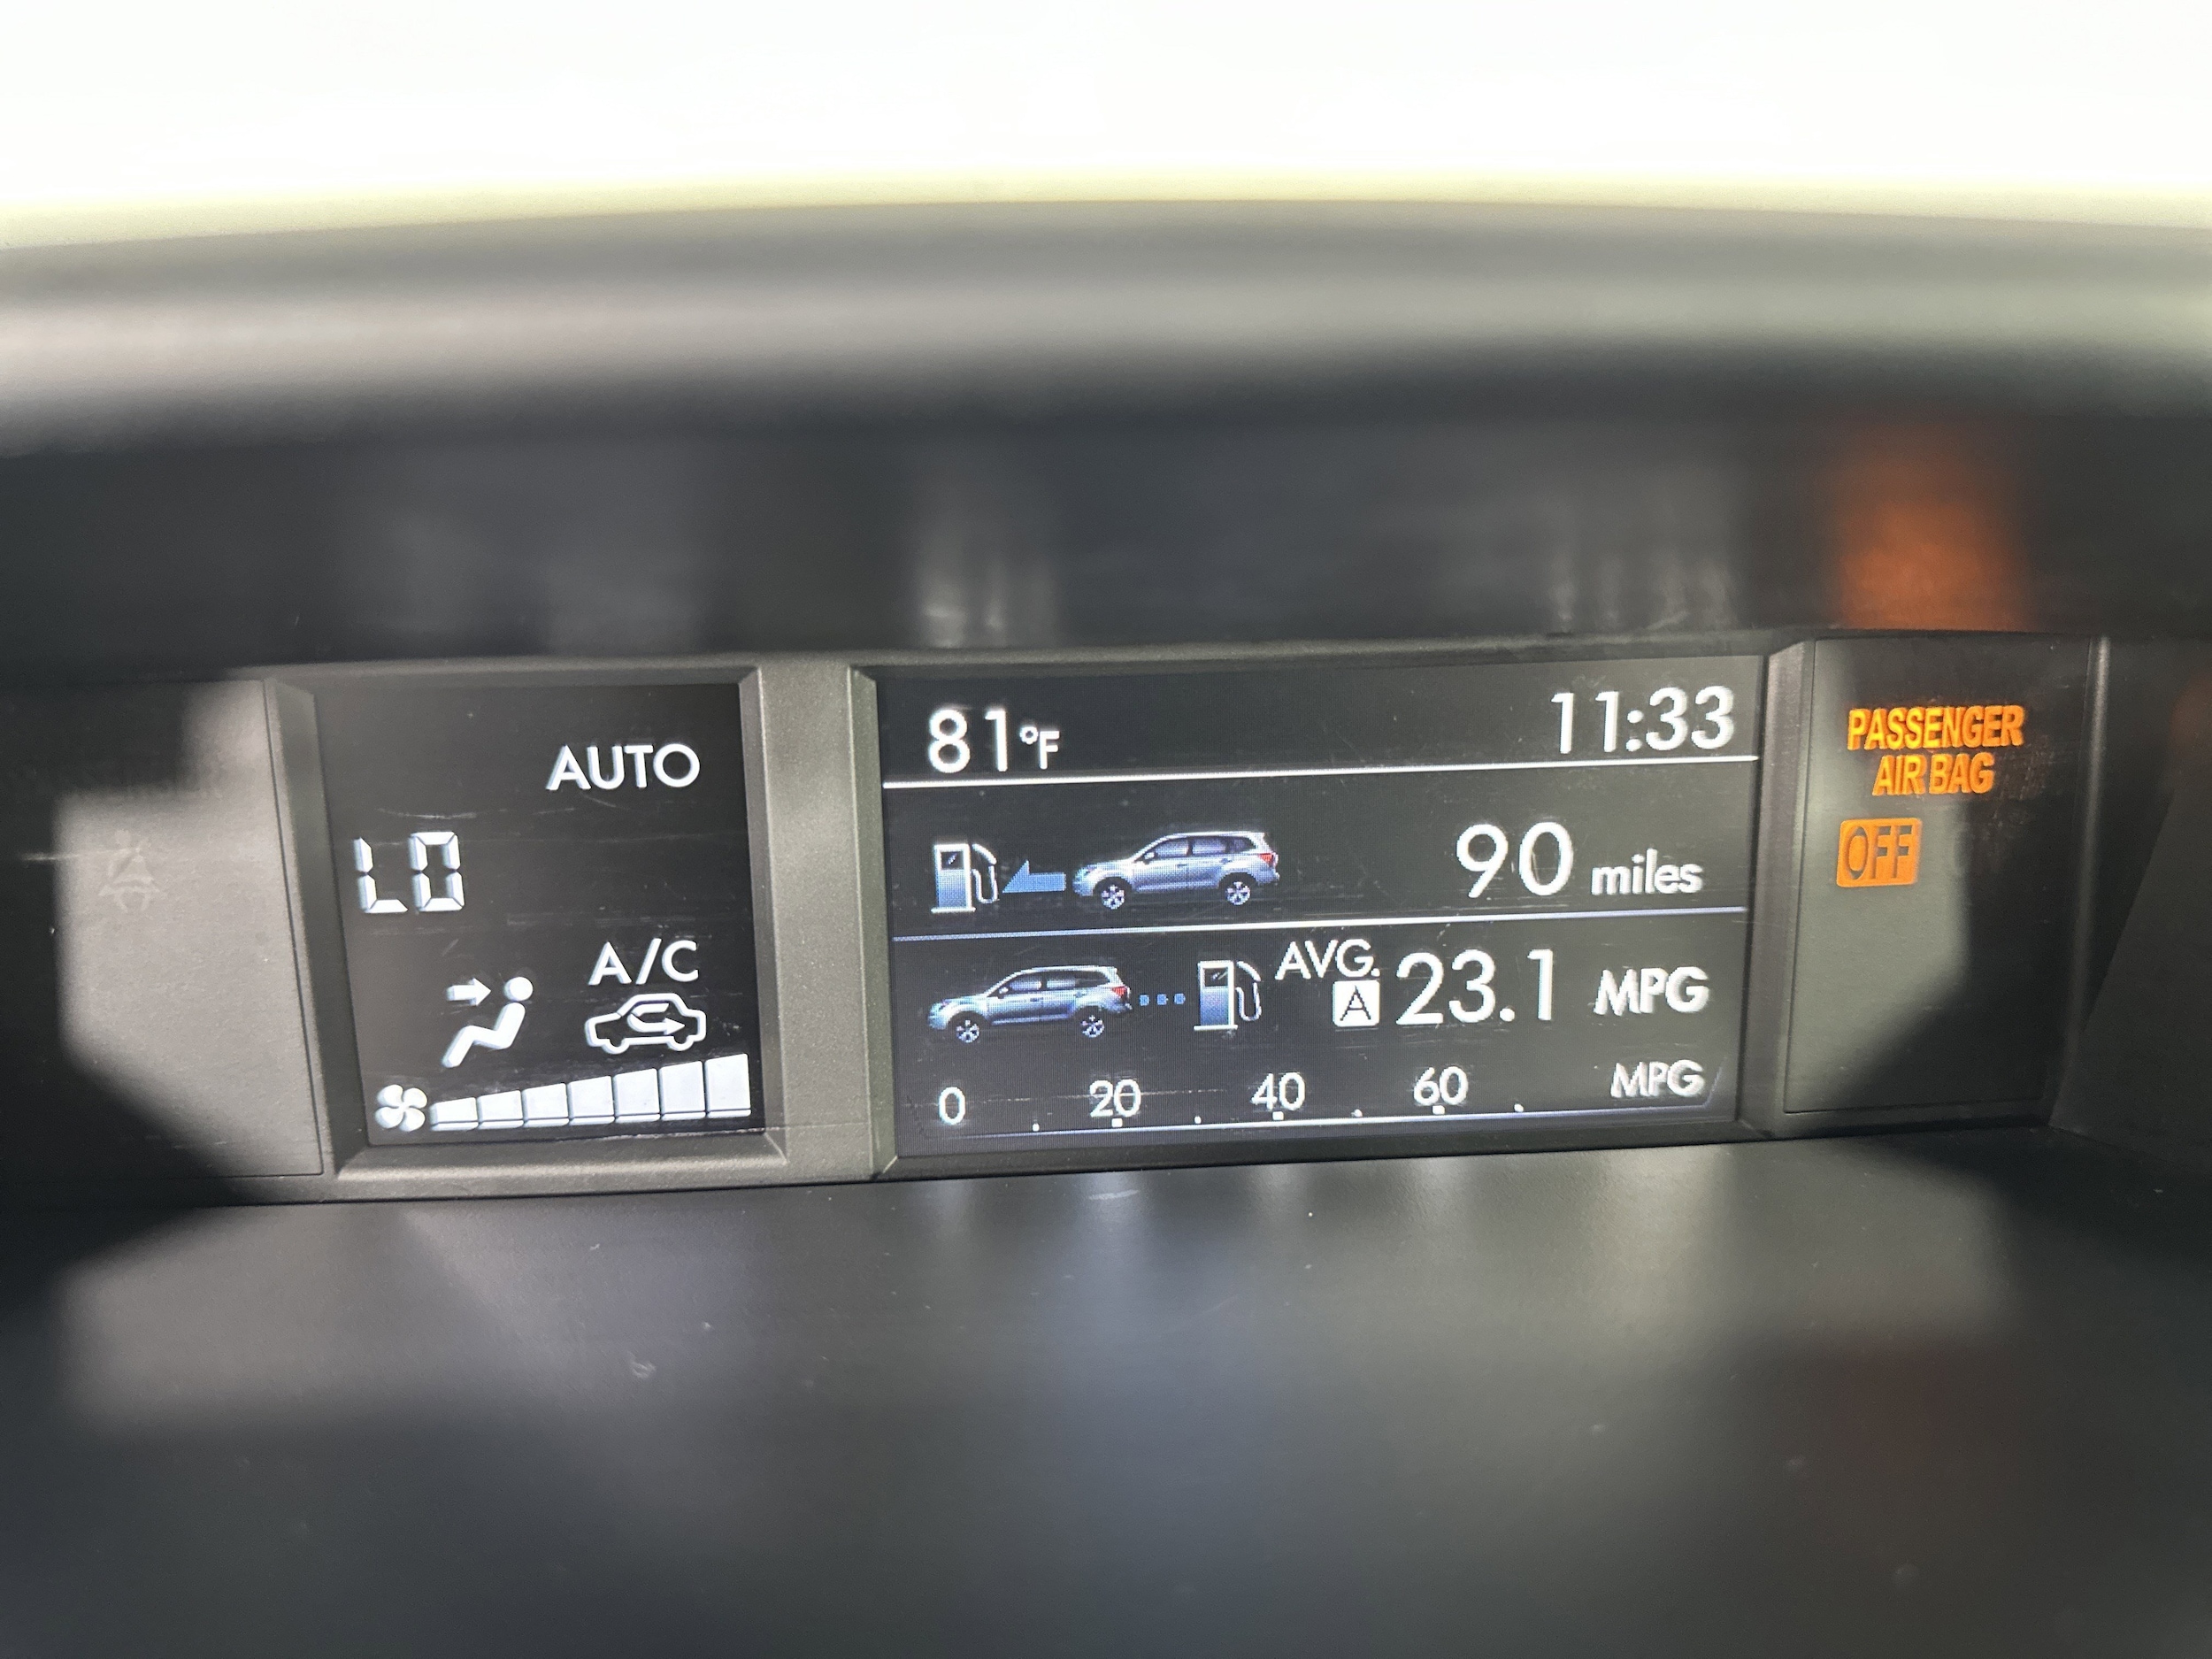 AUTO
LO
A/C
81°F 11:33
90 miles
AVG. A 23.1 MPG
0 20 40 60 MPG
PASSENGER
AIR BAG
OFF